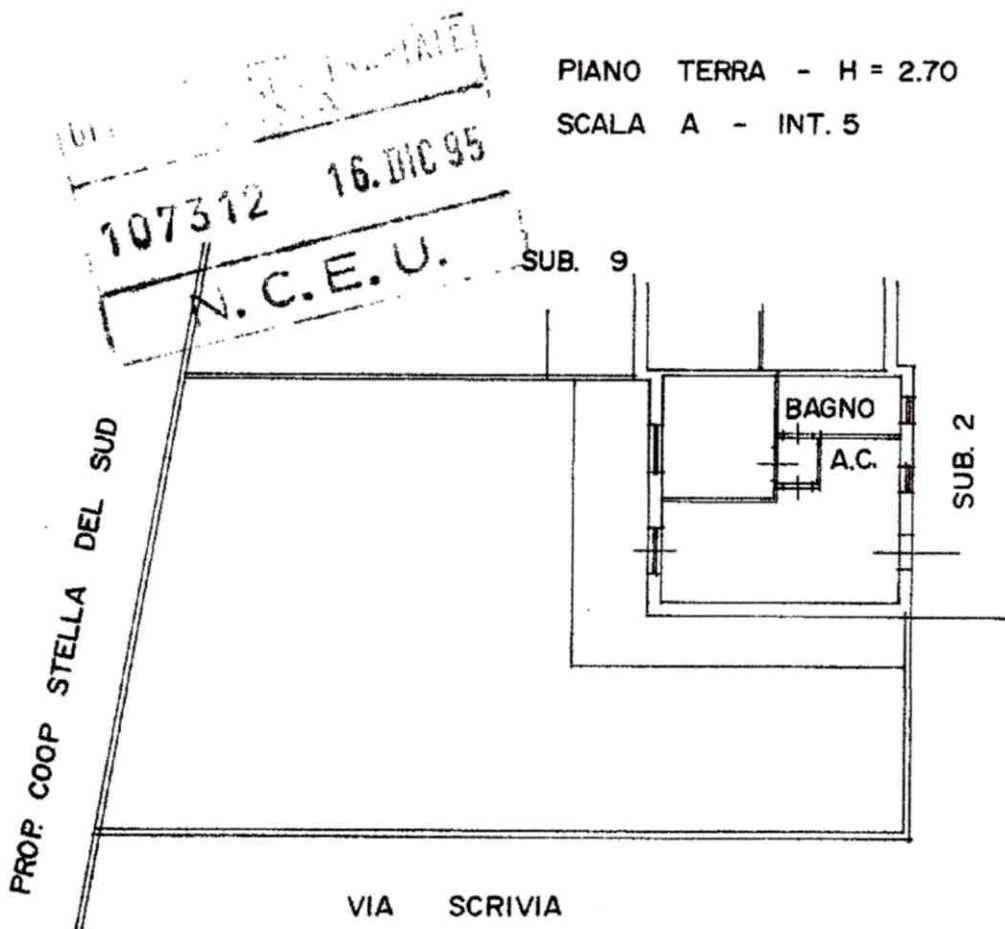 PIANO TERRA - H = 2.70
SCALA A - INT. 5
107312 16. DIC 95
N. C. E. U.
SUB. 9
BAGNO
A.C.
SUB. 2
PROP. COOP STELLA DEL SUD
VIA SCRIVIA